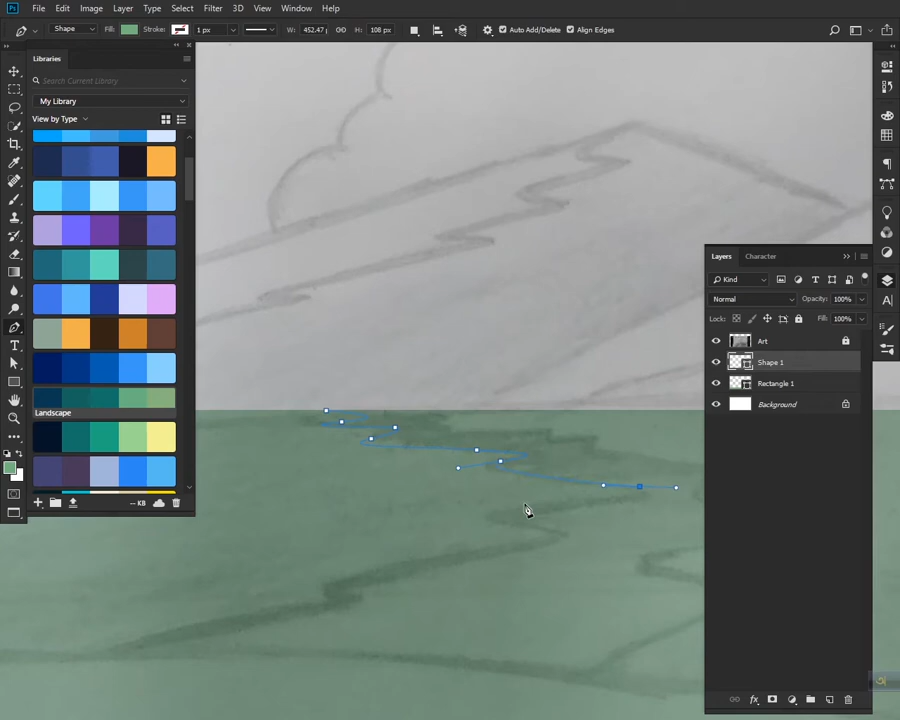 Ps File Edit Image Layer Type Select Filter 3D View Window Help
Shape Fill: Stroke: 1 px W: 452.47 H: 108 px Auto Add/Delete Align Edges
Libraries
Search Current Library
My Library
View by Type
Landscape
-- KB
Layers Character
Kind
Normal Opacity: 100%
Lock: Fill: 100%
Art
Shape 1
Rectangle 1
Background